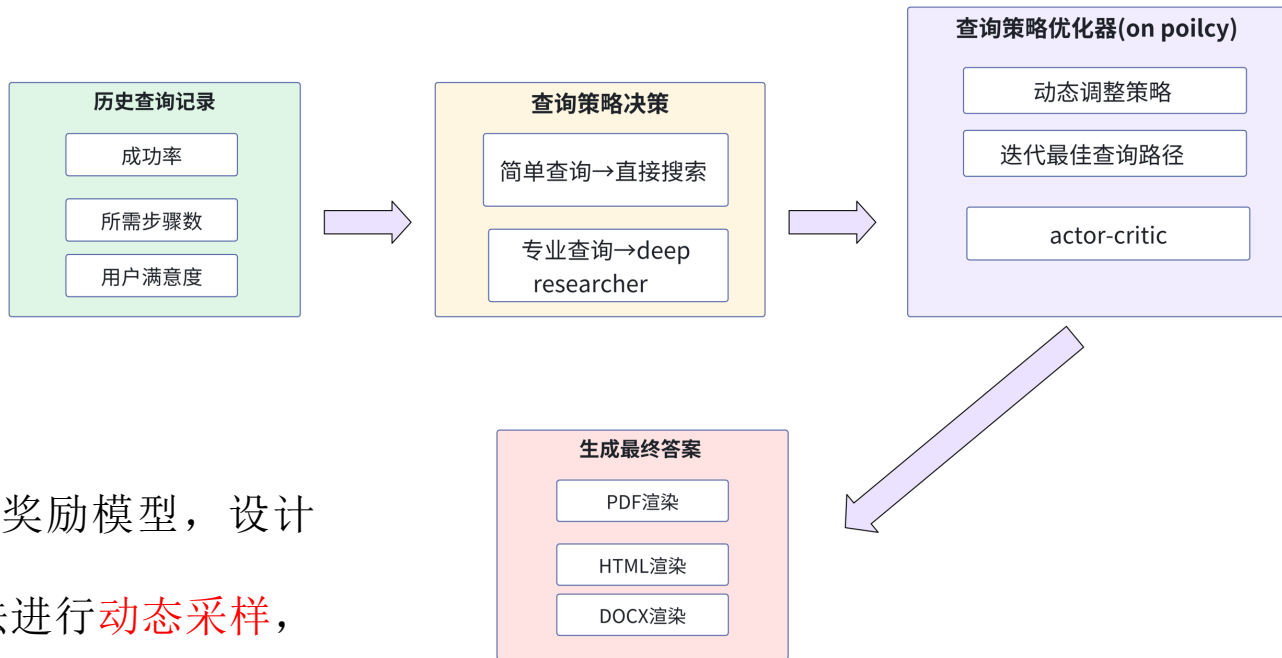 历史查询记录
成功率
所需步骤数
用户满意度
查询策略决策
简单查询→直接搜索
专业查询→deep
researcher
查询策略优化器(on poilcy)
动态调整策略
迭代最佳查询路径
actor-critic
生成最终答案
PDF渲染
HTML渲染
DOCX渲染
奖励模型，设计
进行动态采样，